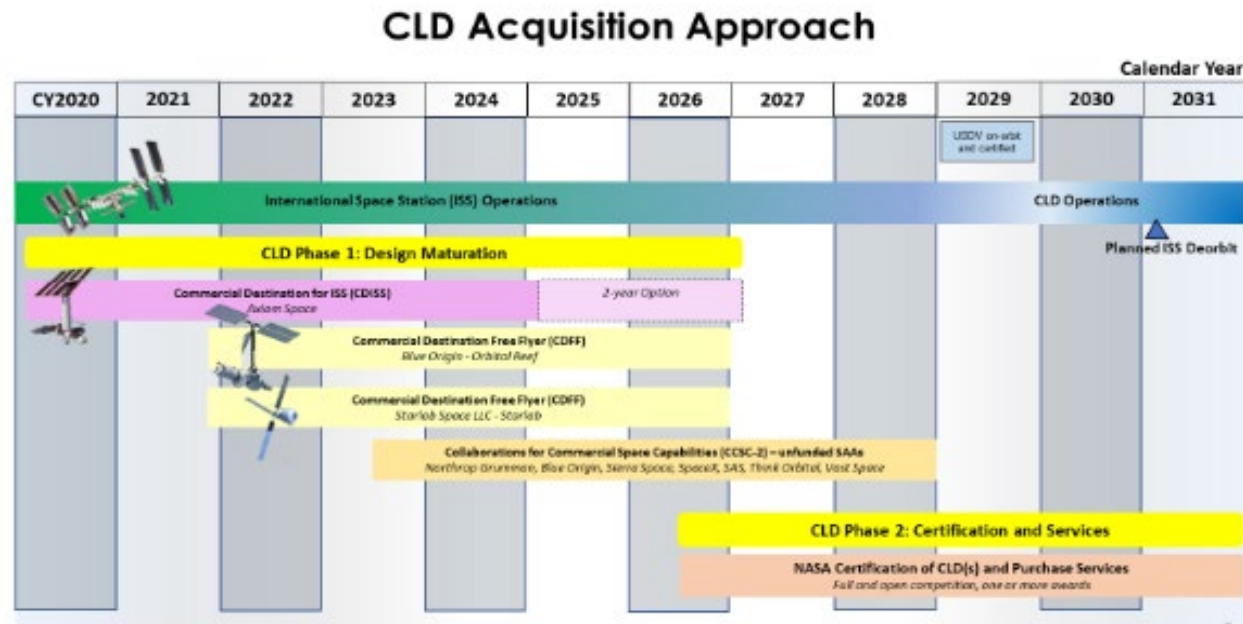 CLD Acquisition Approach
Calendar Year
CY2020 2021 2022 2023 2024 2025 2026 2027 2028 2029 2030 2031
USDV on-orbit
and certified
International Space Station (ISS) Operations
CLD Operations
Planned ISS Deorbit
CLD Phase 1: Design Maturation
Commercial Destination for ISS (CDISS)
Axiom Space
2-year Option
Commercial Destination Free Flyer (CDFF)
Blue Origin - Orbital Reef
Commercial Destination Free Flyer (CDFF)
Starlab Space LLC - Starlab
Collaborations for Commercial Space Capabilities (CCSC-2) – unfunded SAAs
Northrop Grumman, Blue Origin, Sierra Space, SpaceX, SAS, Think Orbital, Vast Space
CLD Phase 2: Certification and Services
NASA Certification of CLD(s) and Purchase Services
Full and open competition, one or more awards